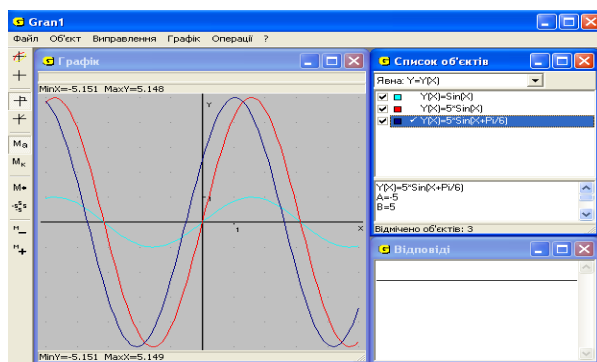 Gran1
Файл Об'єкт Виправлення Графік Операції ?
Графік
MinX=-5.151 MaxY=5.148
Y
1
X
1
MinY=-5.151 MaxX=5.149
Список об'єктів
Явна: Y=Y(X)
Y(X)=Sin(X)
Y(X)=5*Sin(X)
Y(X)=5*Sin(X+Pi/6)
Y(X)=5*Sin(X+Pi/6)
A=-5
B=5
Відмічено об'єктів: 3
Відповіді